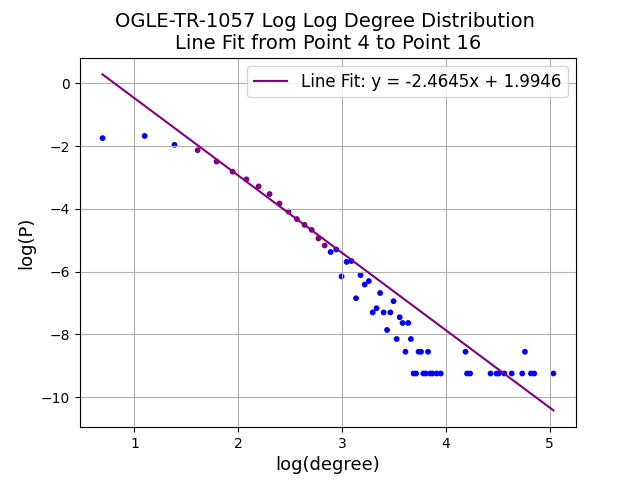 OGLE-TR-1057 Log Log Degree Distribution
Line Fit from Point 4 to Point 16
Line Fit: y = -2.4645x + 1.9946
log(P)
0
−2
−4
−6
−8
−10
1
2
3
4
5
log(degree)